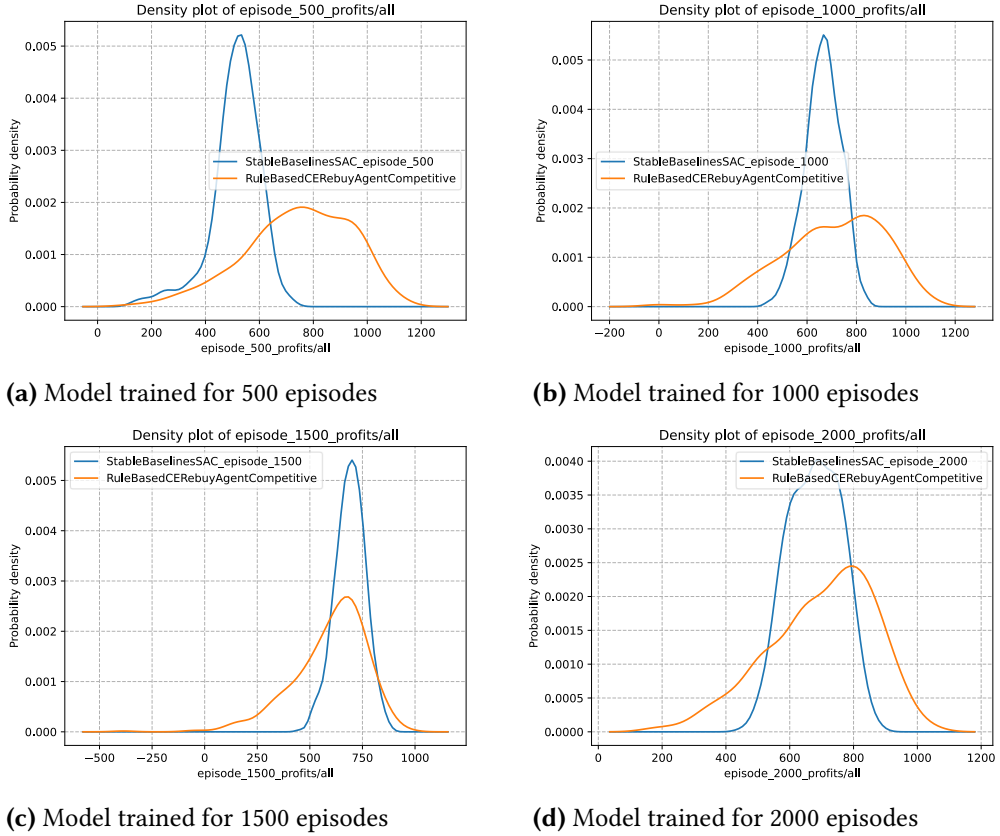 Density plot of episode_500_profits/all
0.005
0.004
0.003
0.002
0.001
0.000
Probability density
StableBaselinesSAC_episode_500
RuleBasedCERebuyAgentCompetitive
0 200 400 600 800 1000 1200
episode_500_profits/all
(a) Model trained for 500 episodes
Density plot of episode_1000_profits/all
0.005
0.004
0.003
0.002
0.001
0.000
Probability density
StableBaselinesSAC_episode_1000
RuleBasedCERebuyAgentCompetitive
−200 0 200 400 600 800 1000 1200
episode_1000_profits/all
(b) Model trained for 1000 episodes
Density plot of episode_1500_profits/all
0.005
0.004
0.003
0.002
0.001
0.000
Probability density
StableBaselinesSAC_episode_1500
RuleBasedCERebuyAgentCompetitive
−500 −250 0 250 500 750 1000
episode_1500_profits/all
(c) Model trained for 1500 episodes
Density plot of episode_2000_profits/all
0.0040
0.0035
0.0030
0.0025
0.0020
0.0015
0.0010
0.0005
0.0000
Probability density
StableBaselinesSAC_episode_2000
RuleBasedCERebuyAgentCompetitive
0 200 400 600 800 1000 1200
episode_2000_profits/all
(d) Model trained for 2000 episodes